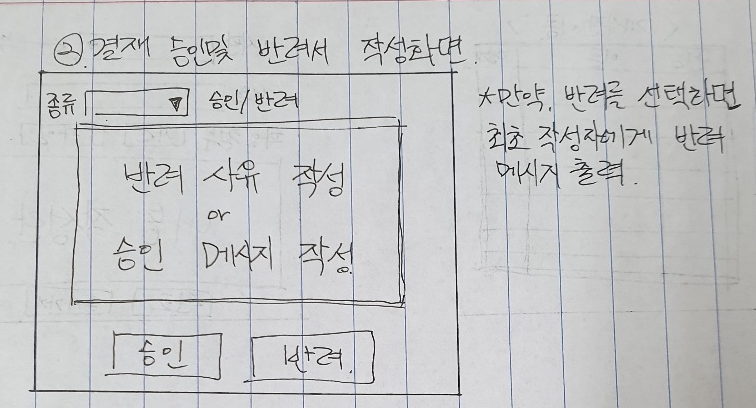 ②. 결재 승인및 반려서 작성화면.
종류 ▼ 승인/반려
반려 사유 작성
or
승인 메시지 작성.
승인 반려.
*만약, 반려를 선택하면
최초 작성자에게 반려
메시지 출력.